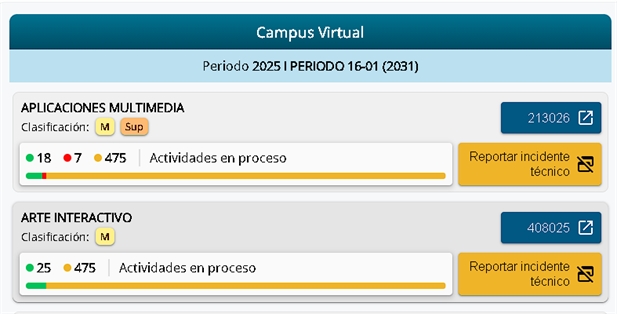 Campus Virtual
Periodo 2025 I PERIODO 16-01 (2031)
APLICACIONES MULTIMEDIA
213026
Clasificación: M Sup
18 7 475 Actividades en proceso
Reportar incidente
técnico
ARTE INTERACTIVO
408025
Clasificación: M
25 475 Actividades en proceso
Reportar incidente
técnico